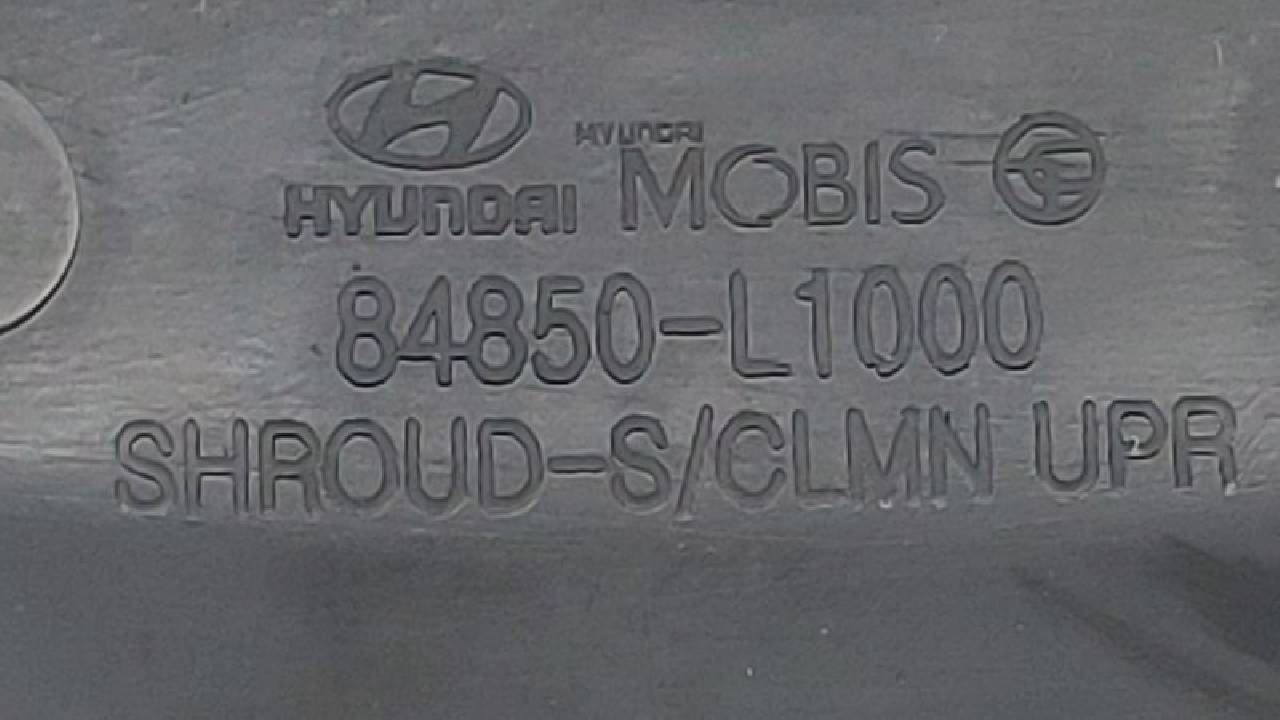 HYUNDAI HYUNDAI MOBIS
84850-L1000
SHROUD-S/CLMN UPR